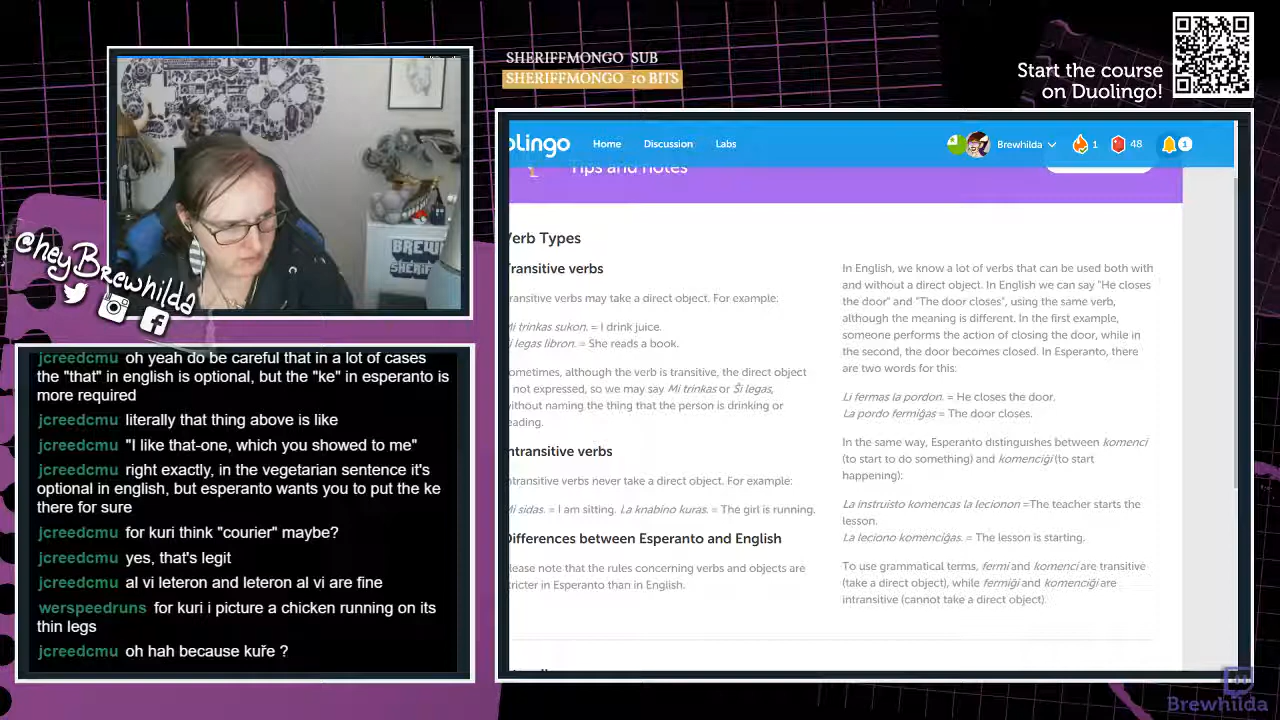 SHERIFFMONGO SUB
SHERIFFMONGO 10 BITS
Start the course
on Duolingo!
@heyBrewhilda
BREW
SHERIF
olingo
Home
Discussion
Labs
Brewhilda
1
48
1
Tips and notes
Verb Types
Transitive verbs
ransitive verbs may take a direct object. For example:
Mi trinkas sukon. = I drink juice.
i legas libron. = She reads a book.
ometimes, although the verb is transitive, the direct object
not expressed, so we may say Mi trinkas or Ŝi legas,
without naming the thing that the person is drinking or
eading.
ntransitive verbs
ntransitive verbs never take a direct object. For example:
Mi sidas. = I am sitting. La knabino kuras. = The girl is running.
Differences between Esperanto and English
lease note that the rules concerning verbs and objects are
tricter in Esperanto than in English.
In English, we know a lot of verbs that can be used both with
and without a direct object. In English we can say "He closes
the door" and "The door closes", using the same verb,
although the meaning is different. In the first example,
someone performs the action of closing the door, while in
the second, the door becomes closed. In Esperanto, there
are two words for this:
Li fermas la pordon. = He closes the door.
La pordo fermiĝas = The door closes.
In the same way, Esperanto distinguishes between komenci
(to start to do something) and komenciĝi (to start
happening):
La instruisto komencas la lecionon =The teacher starts the
lesson.
La leciono komenciĝas. = The lesson is starting.
To use grammatical terms, fermi and komenci are transitive
(take a direct object), while fermiĝi and komenciĝi are
intransitive (cannot take a direct object).
jcreedcmu oh yeah do be careful that in a lot of cases
the "that" in english is optional, but the "ke" in esperanto is
more required
jcreedcmu literally that thing above is like
jcreedcmu "I like that-one, which you showed to me"
jcreedcmu right exactly, in the vegetarian sentence it's
optional in english, but esperanto wants you to put the ke
there for sure
jcreedcmu for kuri think "courier" maybe?
jcreedcmu yes, that's legit
jcreedcmu al vi leteron and leteron al vi are fine
werspeedruns for kuri i picture a chicken running on its
thin legs
jcreedcmu oh hah because kuře ?
Brewhilda